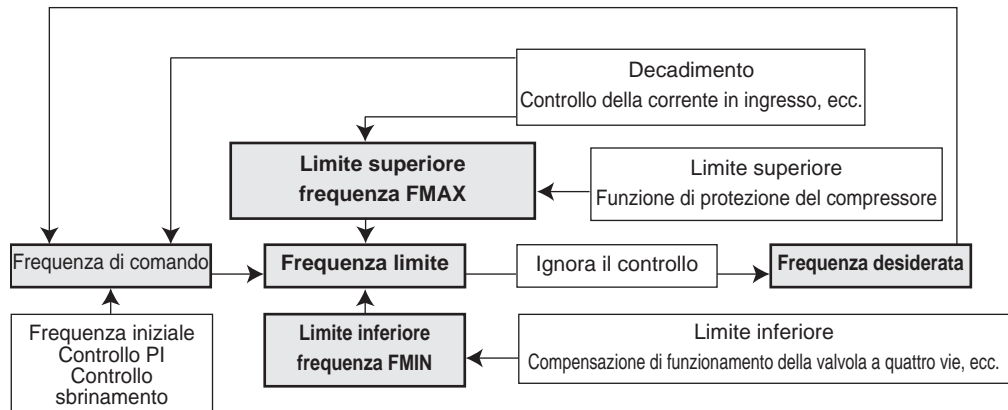 Decadimento
Controllo della corrente in ingresso, ecc.
Limite superiore
frequenza FMAX
Limite superiore
Funzione di protezione del compressore
Frequenza di comando
Frequenza limite
Ignora il controllo
Frequenza desiderata
Frequenza iniziale
Controllo PI
Controllo
sbrinamento
Limite inferiore
frequenza FMIN
Limite inferiore
Compensazione di funzionamento della valvola a quattro vie, ecc.